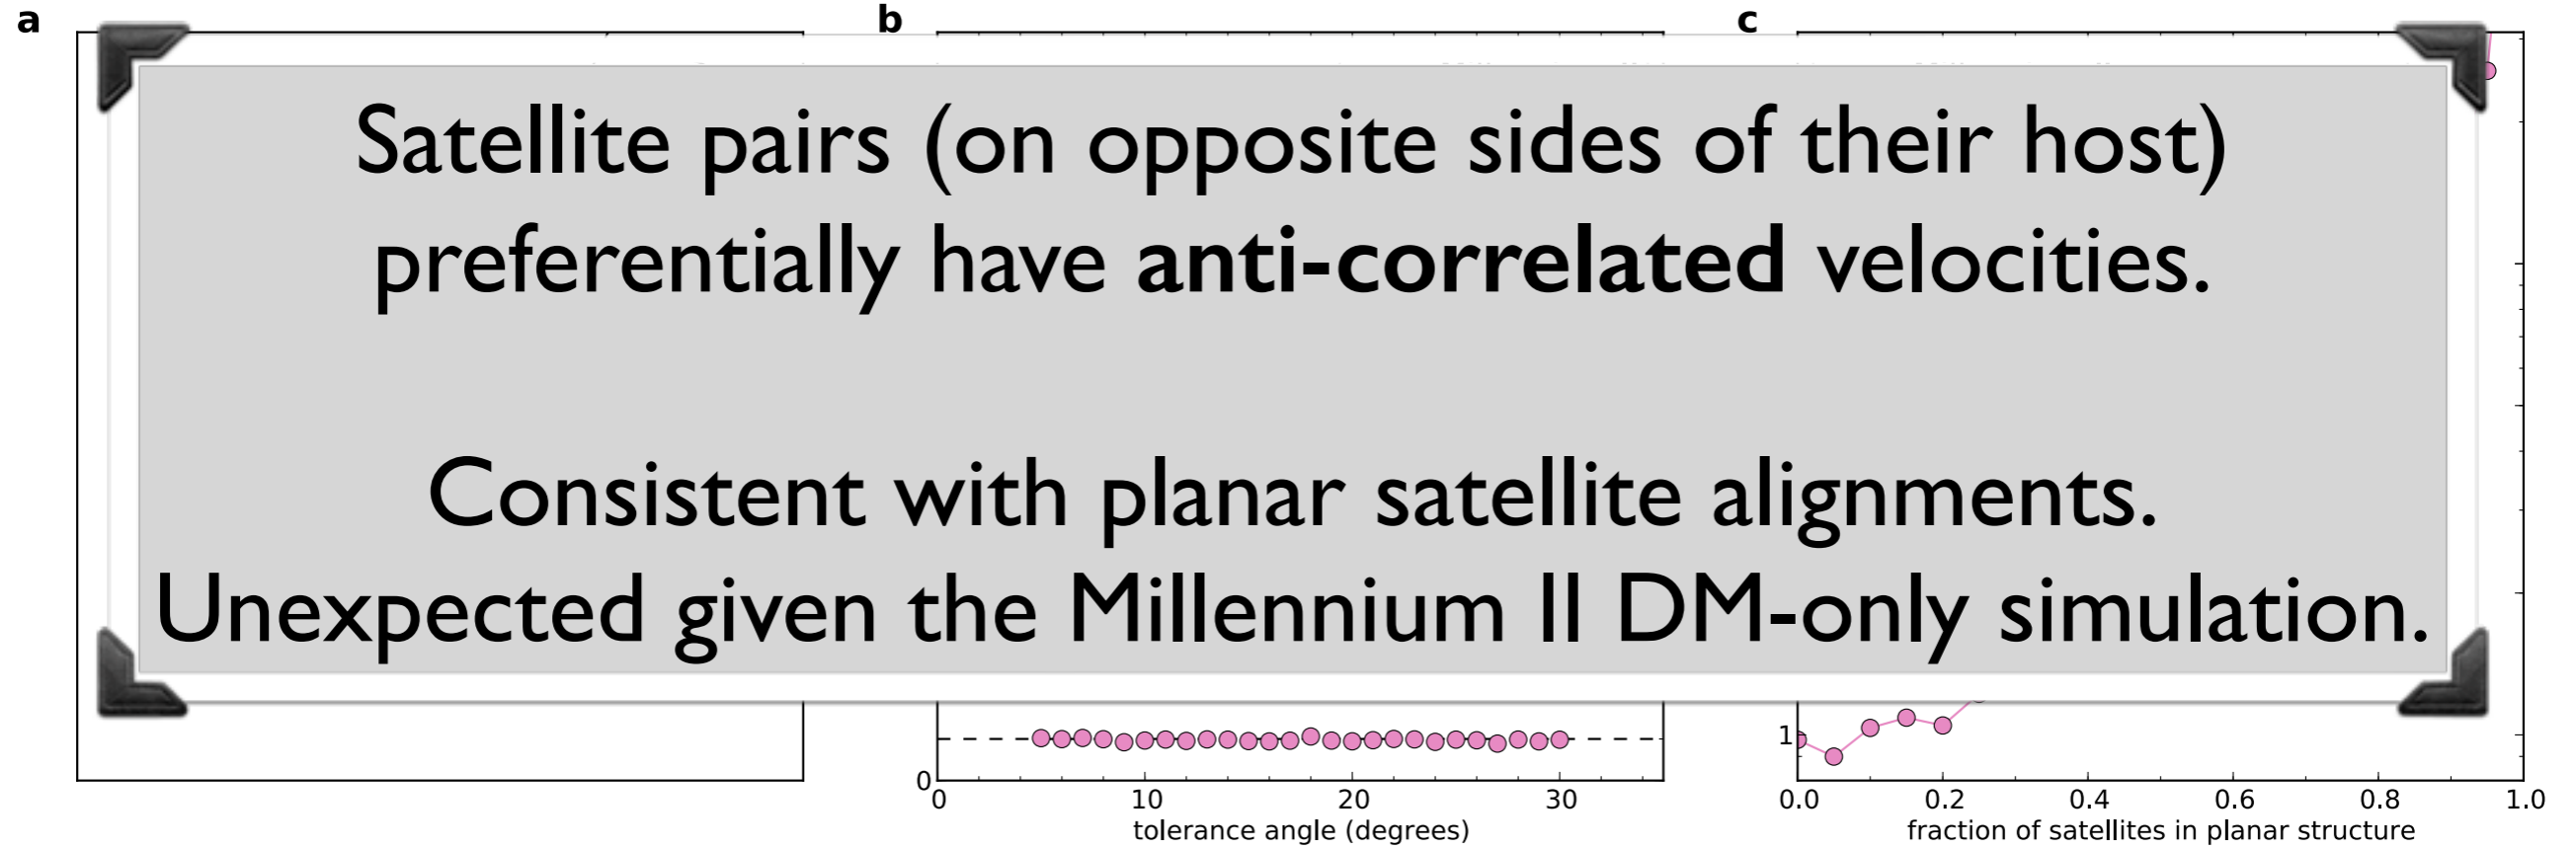 a
b
c
Satellite pairs (on opposite sides of their host)
preferentially have anti-correlated velocities.
Consistent with planar satellite alignments.
Unexpected given the Millennium II DM-only simulation.
0
0 10 20 30
tolerance angle (degrees)
1
0.0 0.2 0.4 0.6 0.8 1.0
fraction of satellites in planar structure